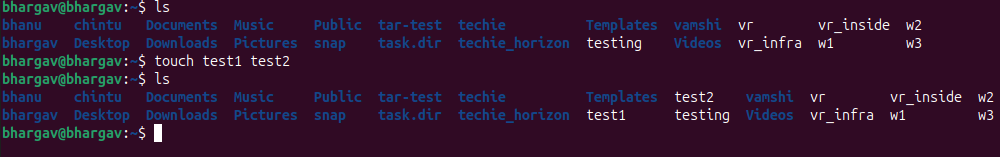 bhargav@bhargav:~$ ls
bhanu chintu Documents Music Public tar-test techie Templates vamshi vr vr_inside w2
bhargav Desktop Downloads Pictures snap task.dir techie_horizon testing Videos vr_infra w1 w3
bhargav@bhargav:~$ touch test1 test2
bhargav@bhargav:~$ ls
bhanu chintu Documents Music Public tar-test techie Templates test2 vamshi vr vr_inside w2
bhargav Desktop Downloads Pictures snap task.dir techie_horizon test1 testing Videos vr_infra w1 w3
bhargav@bhargav:~$